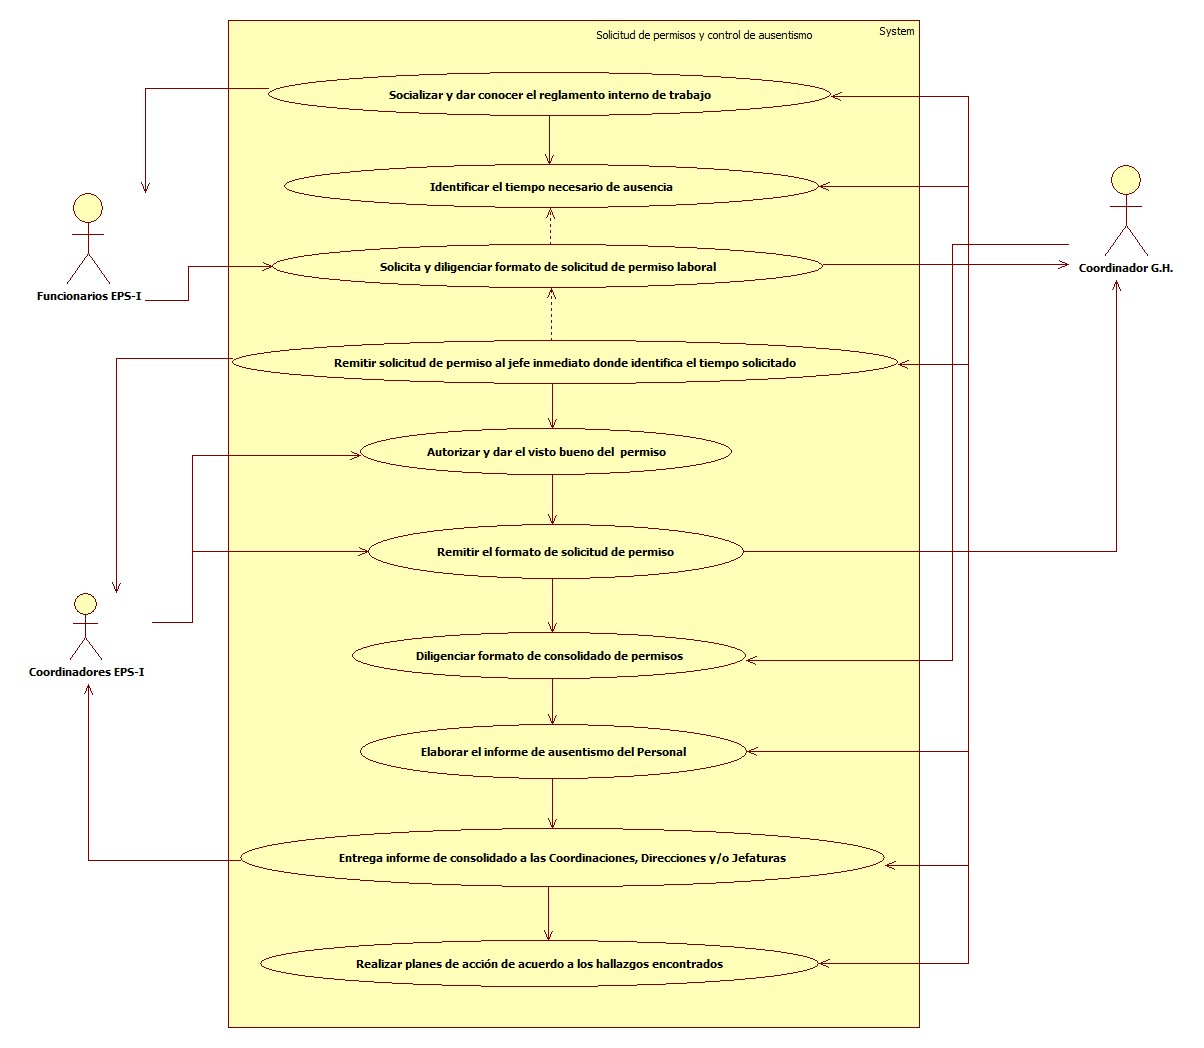 System
Solicitud de permisos y control de ausentismo
Socializar y dar conocer el reglamento interno de trabajo
Identificar el tiempo necesario de ausencia
Solicita y diligenciar formato de solicitud de permiso laboral
Coordinador G.H.
Funcionarios EPS-I
Remitir solicitud de permiso al jefe inmediato donde identifica el tiempo solicitado
Autorizar y dar el visto bueno del  permiso
Remitir el formato de solicitud de permiso
Diligenciar formato de consolidado de permisos
Coordinadores EPS-I
Elaborar el informe de ausentismo del Personal
Entrega informe de consolidado a las Coordinaciones, Direcciones y/o Jefaturas
Realizar planes de acción de acuerdo a los hallazgos encontrados